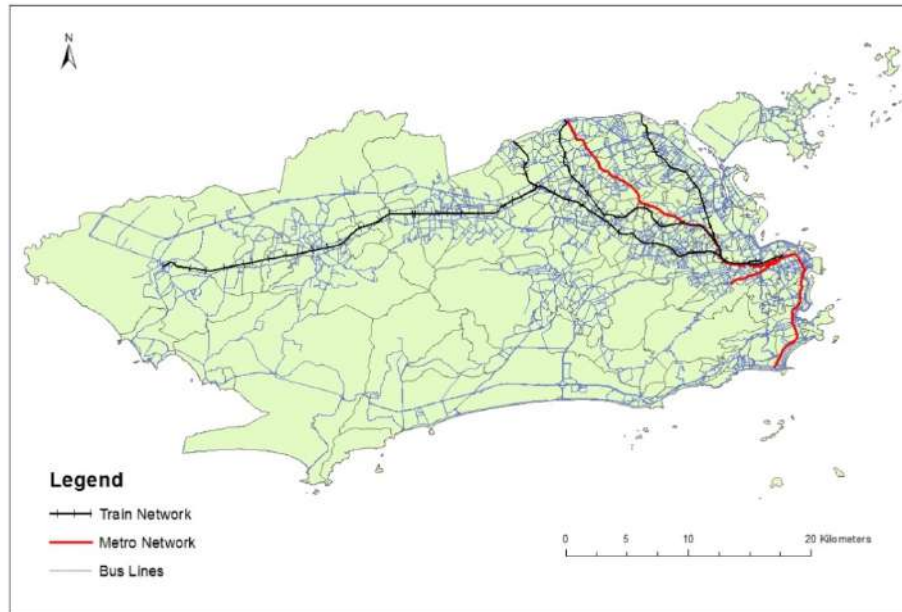 N
Legend
Train Network
Metro Network
Bus Lines
0 5 10 20 Kilometers